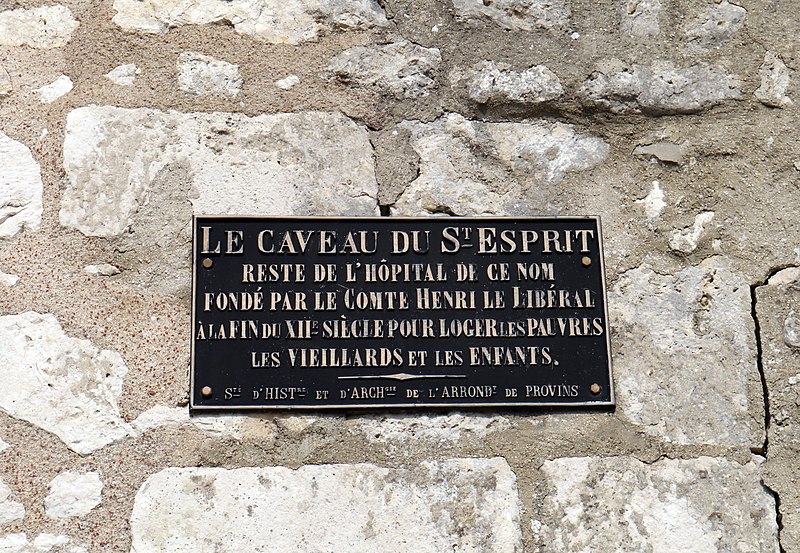 LE CAVEAU DU ST ESPRIT
RESTE DE L'HÔPITAL DE CE NOM
FONDÉ PAR LE COMTE HENRI LE LIBÉRAL
À LA FIN DU XIIE SIÈCLE POUR LOGER LES PAUVRES
LES VIEILLARDS ET LES ENFANTS.
STÉ D'HISTRE ET D'ARCHGIE DE L'ARRONDT DE PROVINS